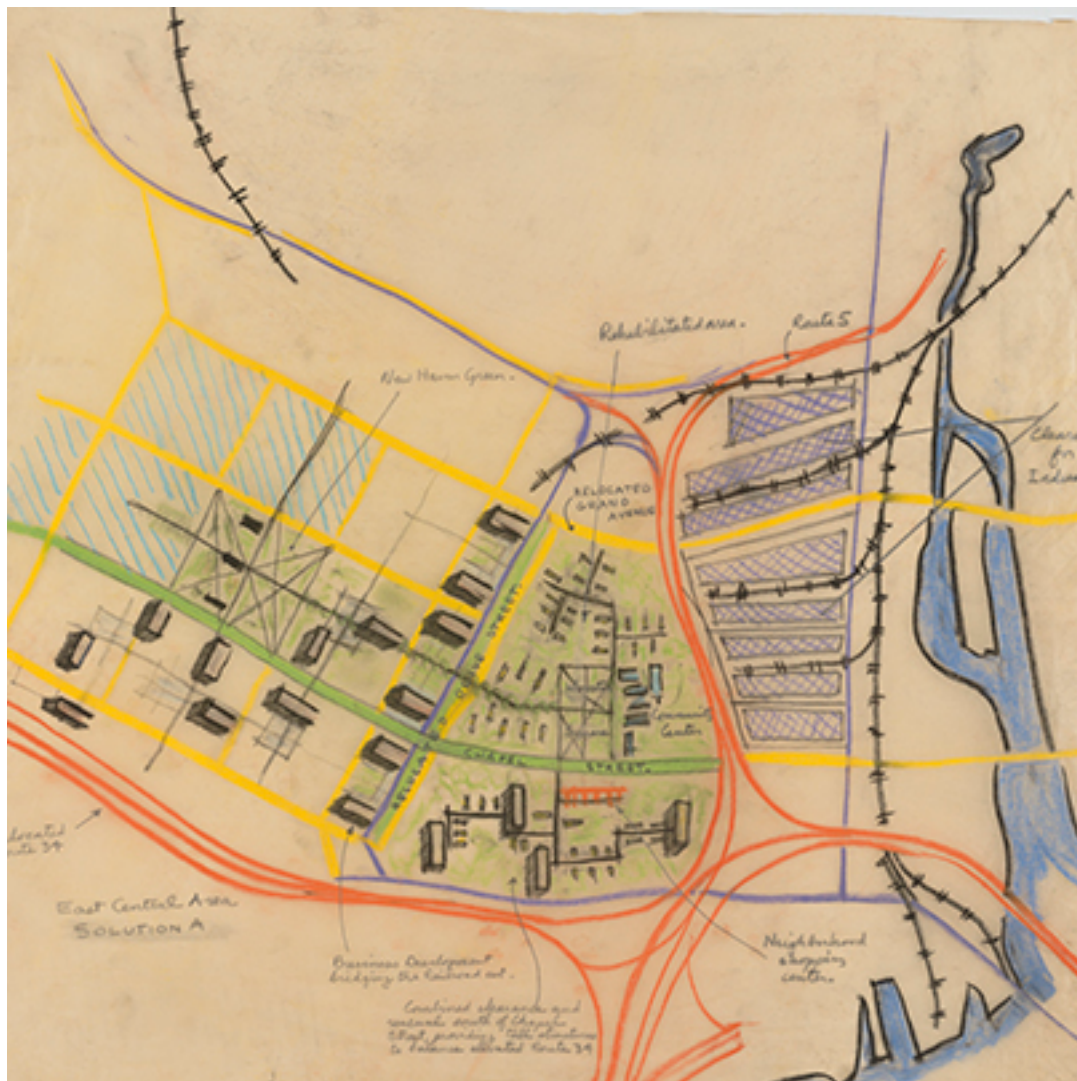 Rehabilitated Area.
Route 5
New Haven Green.
RELOCATED
GRAND
AVENUE
for
STREET.
Community
Center
CHAPEL STREET.
East Central Area
SOLUTION A
Business Development
bridging the Railroad cut.
Neighborhood
shopping
center.
Combined clearance and
renewal south of Chapel
Street, providing tall structures
to balance elevated Route 34